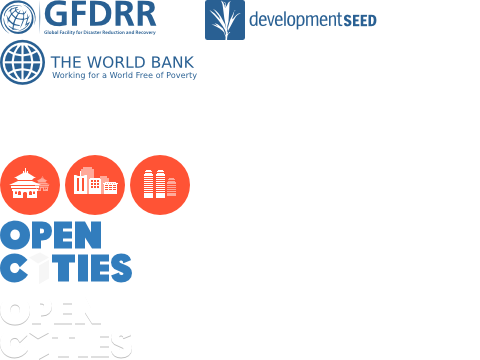 GFDRR
Global Facility for Disaster Reduction and Recovery
developmentSEED
THE WORLD BANK
Working for a World Free of Poverty
OPEN
CITIES
OPEN
CITIES